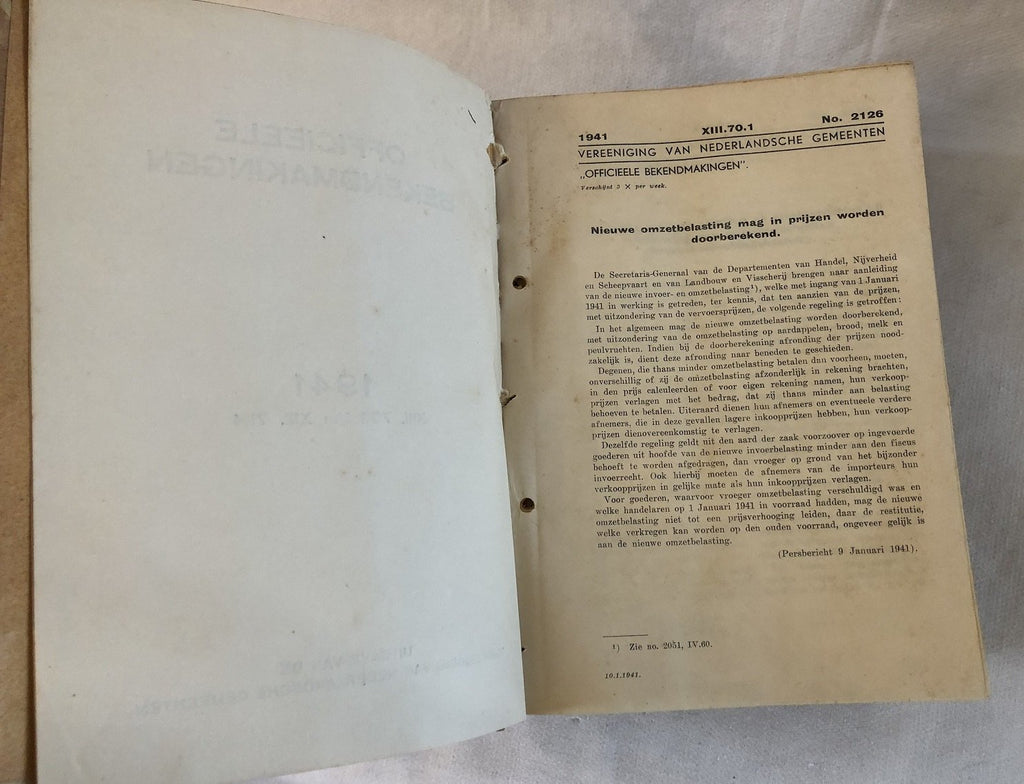 OFFICIEELE
BEKENDMAKINGEN
1941
UITGAVE VAN DE
VEREENIGING VAN NEDERLANDSCHE GEMEENTEN
1941 XIII.70.1 No. 2126
VEREENIGING VAN NEDERLANDSCHE GEMEENTEN
„OFFICIEELE BEKENDMAKINGEN”.
Verschijnt 3 X per week.
Nieuwe omzetbelasting mag in prijzen worden
doorberekend.
De Secretaris-Generaal van de Departementen van Handel, Nijverheid
en Scheepvaart en van Landbouw en Visscherij brengen naar aanleiding
van de nieuwe invoer- en omzetbelasting¹), welke met ingang van 1 Januari
1941 in werking is getreden, ter kennis, dat ten aanzien van de prijzen,
met uitzondering van de vervoersprijzen, de volgende regeling is getroffen:
In het algemeen mag de nieuwe omzetbelasting worden doorberekend,
met uitzondering van de omzetbelasting op aardappelen, brood, melk en
peulvruchten. Indien bij de doorberekening afronding der prijzen nood-
zakelijk is, dient deze afronding naar beneden te geschieden.
Degenen, die thans minder omzetbelasting betalen dan voorheen, moeten,
onverschillig of zij de omzetbelasting afzonderlijk in rekening brachten,
in den prijs calculeerden of voor eigen rekening namen, hun verkoop-
prijzen verlagen met het bedrag, dat zij thans minder aan belasting
behoeven te betalen. Uiteraard dienen hun afnemers en eventueele verdere
afnemers, die in deze gevallen lagere inkoopprijzen hebben, hun verkoop-
prijzen dienovereenkomstig te verlagen.
Dezelfde regeling geldt uit den aard der zaak voorzoover op ingevoerde
goederen uit hoofde van de nieuwe invoerbelasting minder aan den fiscus
behoeft te worden afgedragen, dan vroeger op grond van het bijzonder
invoerrecht. Ook hierbij moeten de afnemers van de importeurs hun
verkoopprijzen in gelijke mate als hun inkoopprijzen verlagen.
Voor goederen, waarvoor vroeger omzetbelasting verschuldigd was en
welke handelaren op 1 Januari 1941 in voorraad hadden, mag de nieuwe
omzetbelasting niet tot een prijsverhooging leiden, daar de restitutie,
welke verkregen kan worden op den ouden voorraad, ongeveer gelijk is
aan de nieuwe omzetbelasting.
(Persbericht 9 Januari 1941).
¹) Zie no. 2051, IV.60.
10.1.1941.